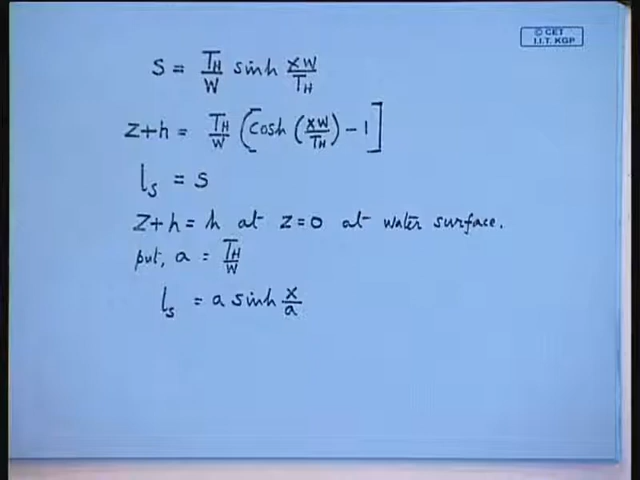 © CET
I.I.T. KGP
S = T_H/W sinh xW/T_H
Z+h = T_H/W [cosh (xW/T_H) - 1]
l_s = s
Z+h = h at z=0 at water surface.
put, a = T_H/W
l_s = a sinh x/a